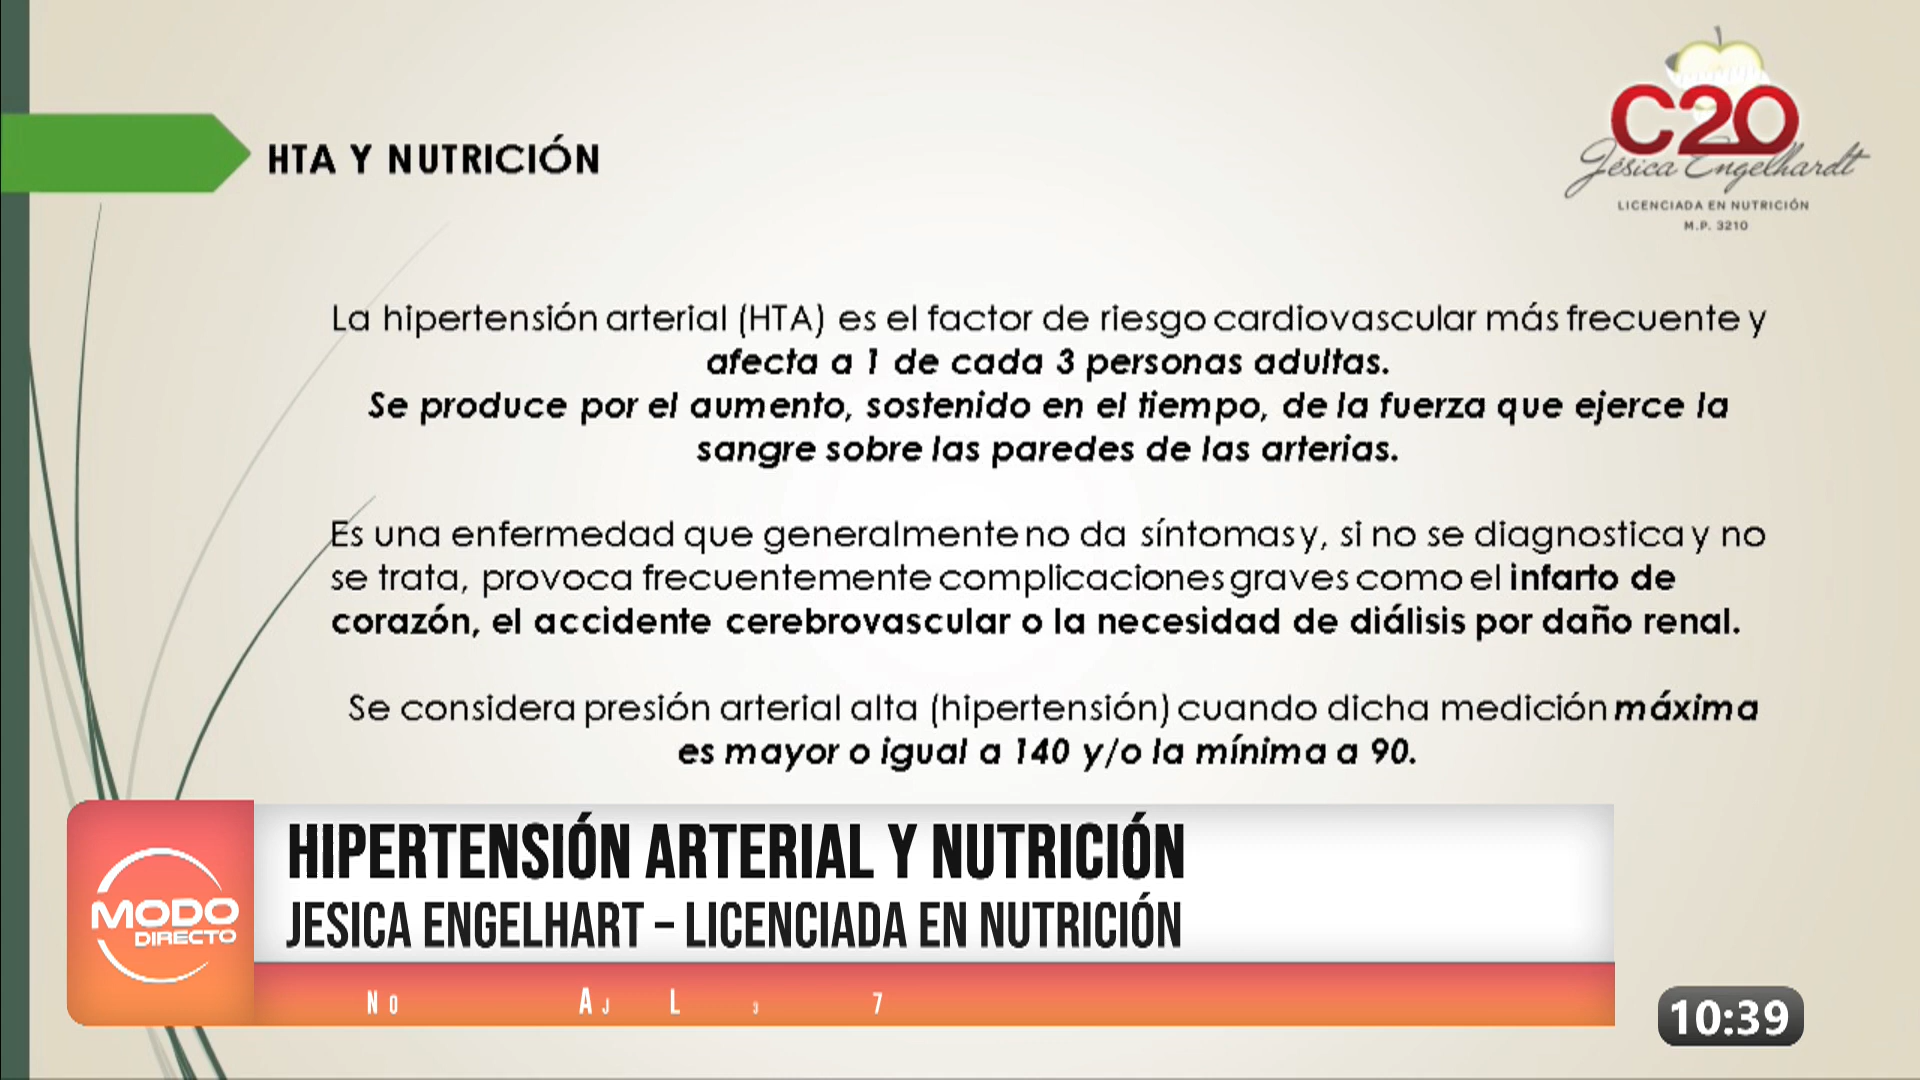 C20
Jésica Engelhardt
LICENCIADA EN NUTRICIÓN
M.P. 3210
HTA Y NUTRICIÓN
La hipertensión arterial (HTA) es el factor de riesgo cardiovascular más frecuente y
afecta a 1 de cada 3 personas adultas.
Se produce por el aumento, sostenido en el tiempo, de la fuerza que ejerce la
sangre sobre las paredes de las arterias.
Es una enfermedad que generalmente no da síntomas y, si no se diagnostica y no
se trata, provoca frecuentemente complicaciones graves como el infarto de
corazón, el accidente cerebrovascular o la necesidad de diálisis por daño renal.
Se considera presión arterial alta (hipertensión) cuando dicha medición máxima
es mayor o igual a 140 y/o la mínima a 90.
HIPERTENSIÓN ARTERIAL Y NUTRICIÓN
JESICA ENGELHART – LICENCIADA EN NUTRICIÓN
MODO
DIRECTO
10:39